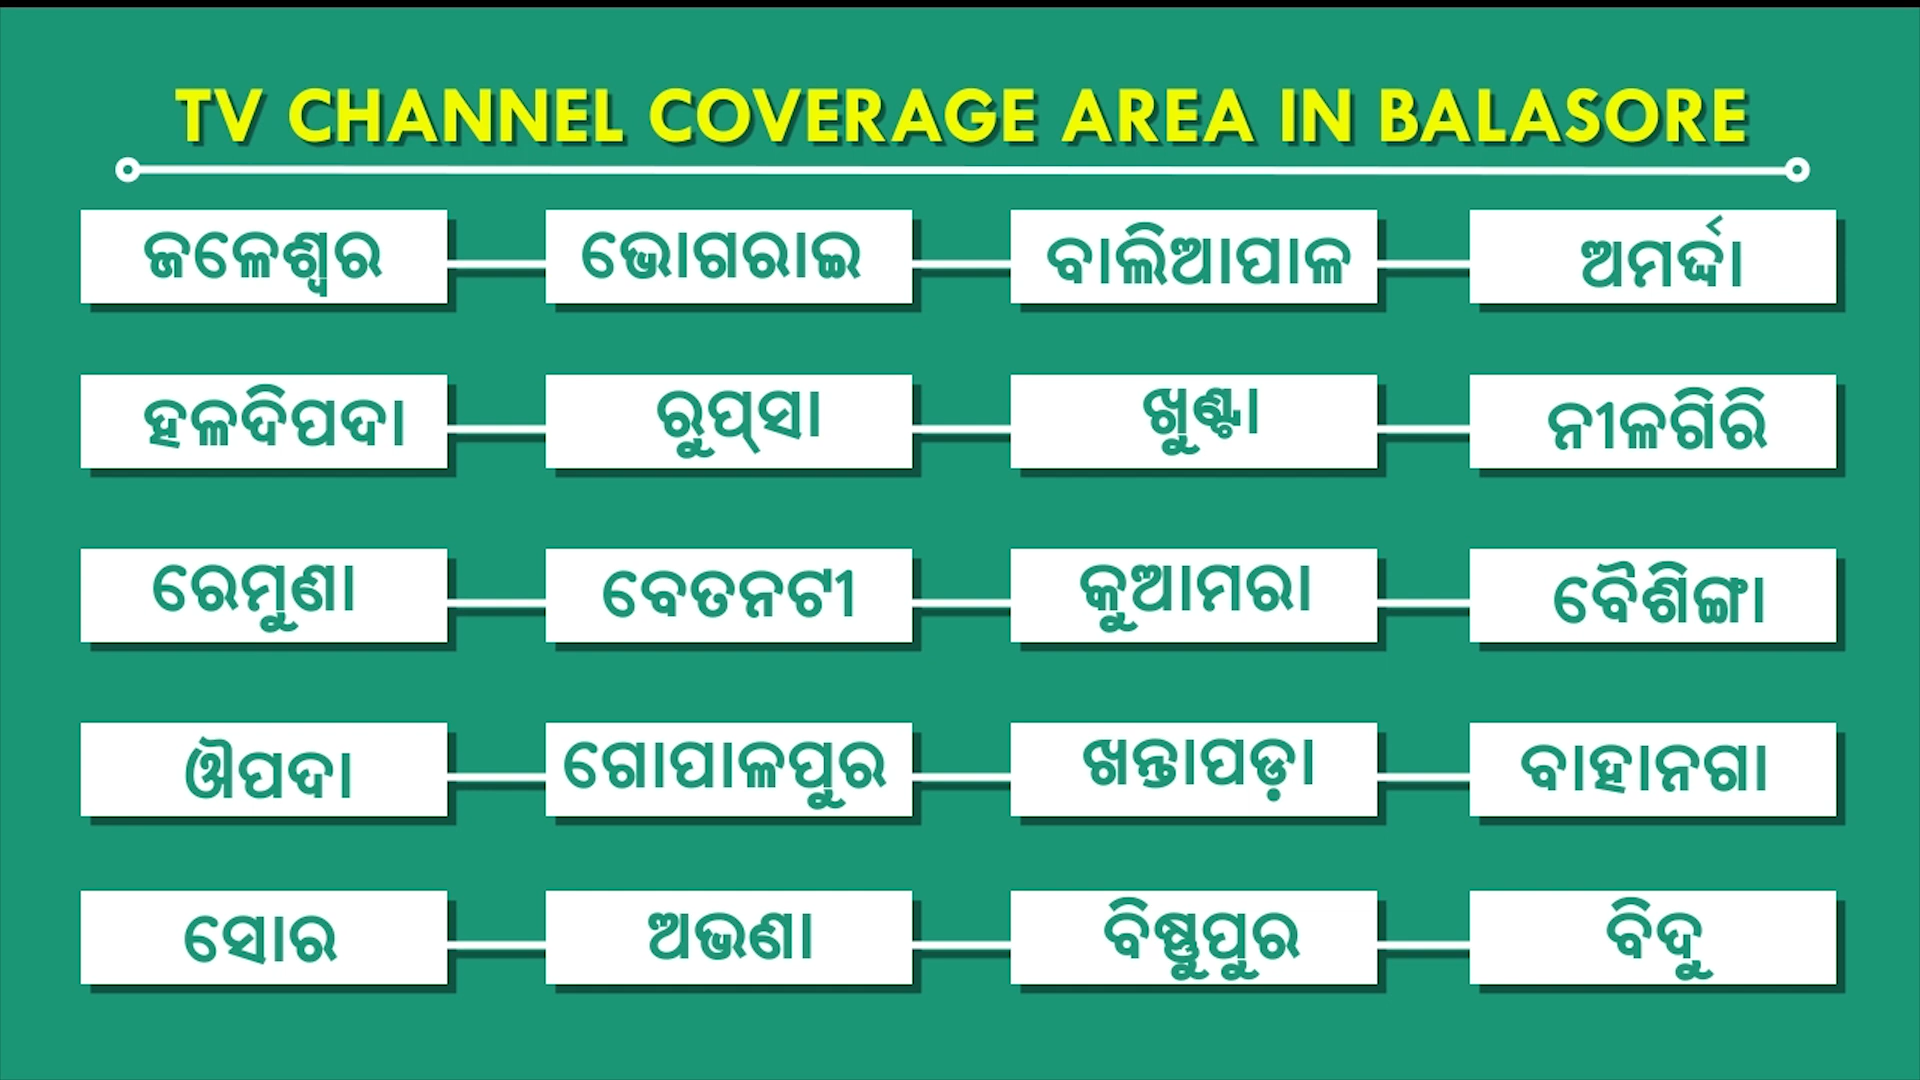 TV CHANNEL COVERAGE AREA IN BALASORE
ଜଳେଶ୍ୱର ଭୋଗରାଇ ବାଲିଆପାଳ ଅମର୍ଦ୍ଦା
ହଳଦିପଦା ରୁପ୍‌ସା ଖୁଣ୍ଟା ନୀଳଗିରି
ରେମୁଣା ବେତନଟୀ କୁଆମରା ବୈଶିଙ୍ଗା
ଔପଦା ଗୋପାଳପୁର ଖନ୍ତାପଡ଼ା ବାହାନଗା
ସୋର ଅଭଣା ବିଷ୍ଣୁପୁର ବିଦୁ